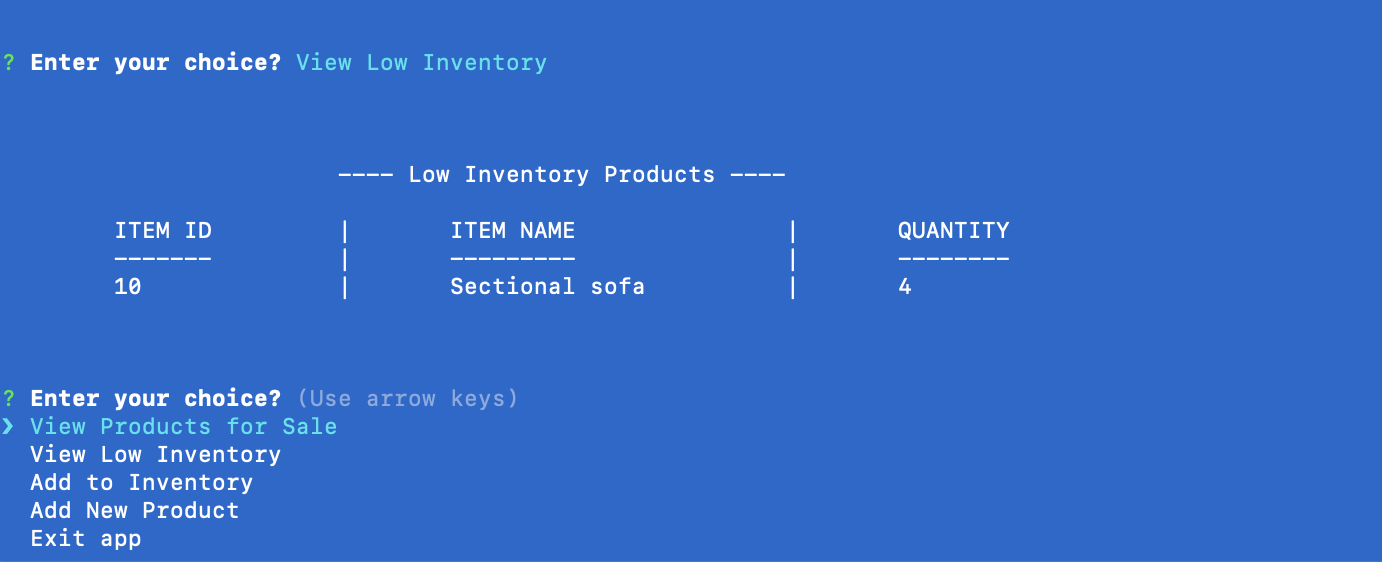 ? Enter your choice? View Low Inventory
---- Low Inventory Products ----
ITEM ID | ITEM NAME | QUANTITY
------- | --------- | --------
10 | Sectional sofa | 4
? Enter your choice? (Use arrow keys)
❯ View Products for Sale
View Low Inventory
Add to Inventory
Add New Product
Exit app